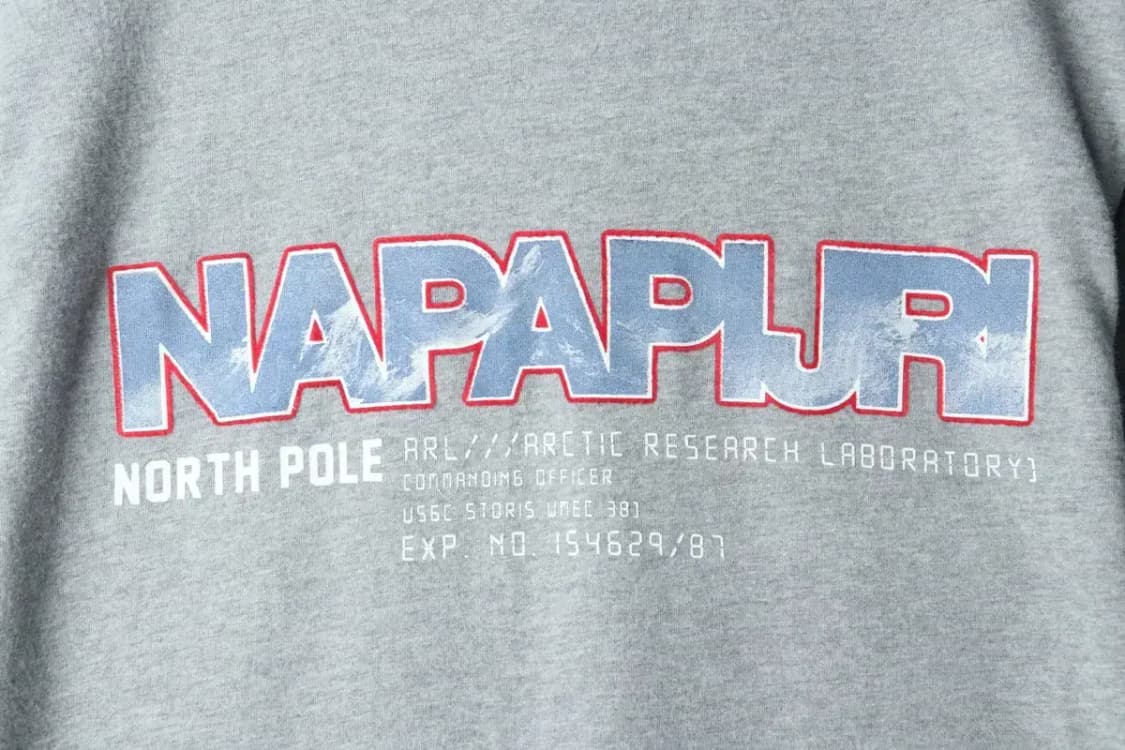 NAPAPIJRI
NORTH POLE
ARL///ARCTIC RESEARCH LABORATORY]
COMMANDING OFFICER
USGC STORIS WMEC 38]
EXP. NO. 154629/87